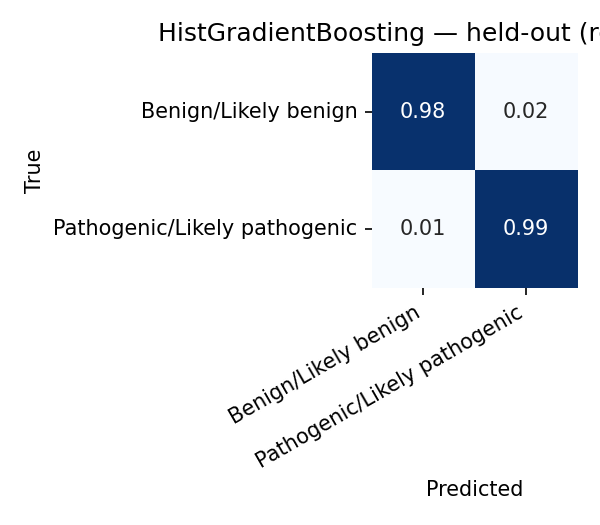 HistGradientBoosting — held-out (r
Benign/Likely benign
0.98
0.02
True
Pathogenic/Likely pathogenic
0.01
0.99
Benign/Likely benign
Pathogenic/Likely pathogenic
Predicted